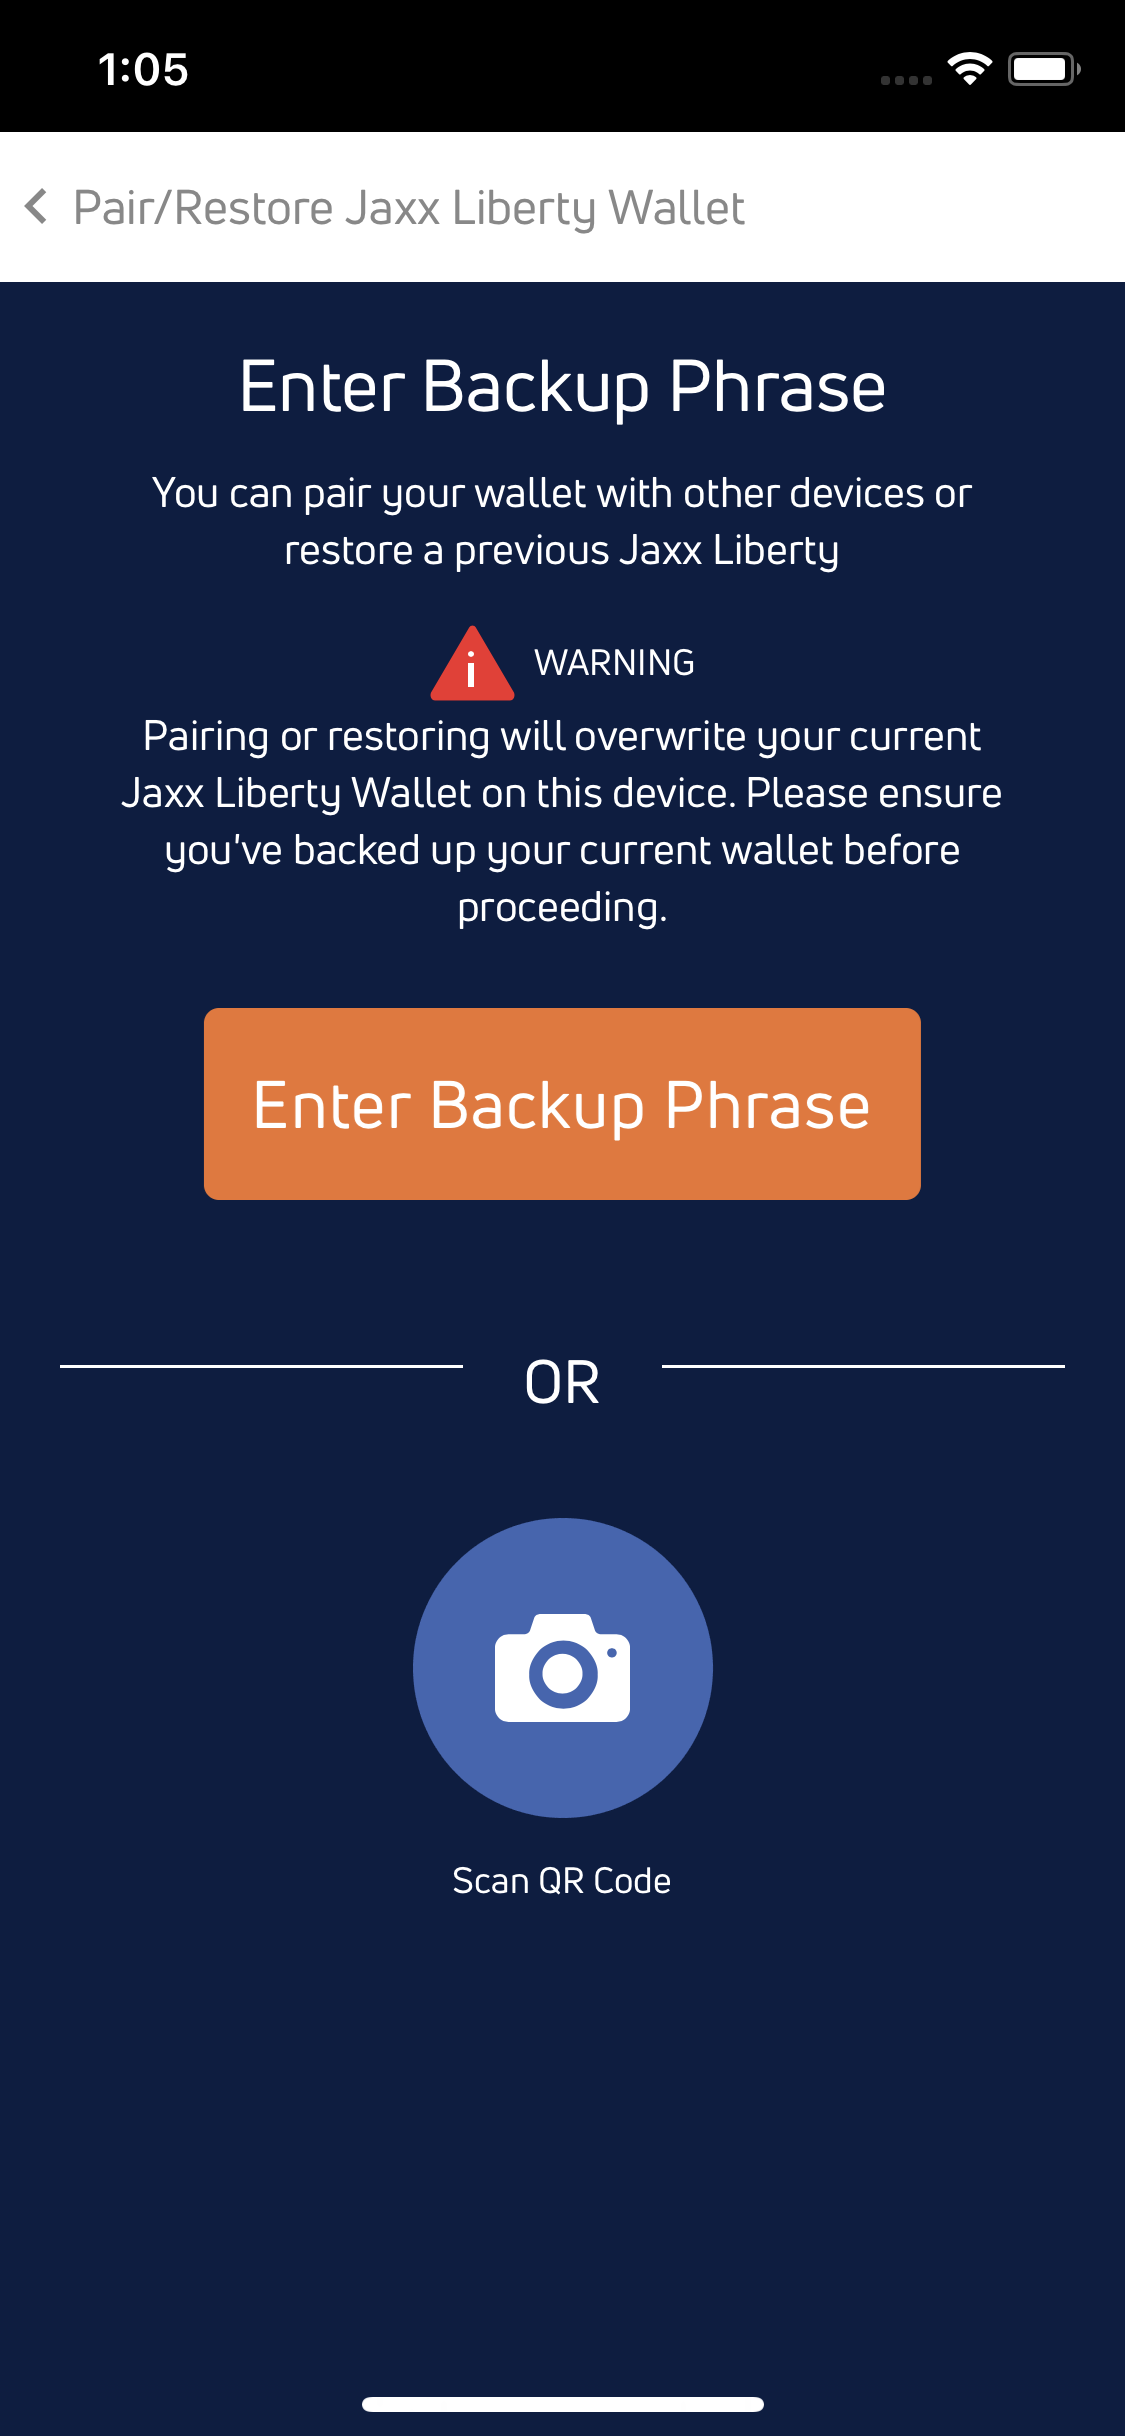 1:05
Pair/Restore Jaxx Liberty Wallet
Enter Backup Phrase
You can pair your wallet with other devices or
restore a previous Jaxx Liberty
WARNING
Pairing or restoring will overwrite your current
Jaxx Liberty Wallet on this device. Please ensure
you've backed up your current wallet before
proceeding.
Enter Backup Phrase
OR
Scan QR Code